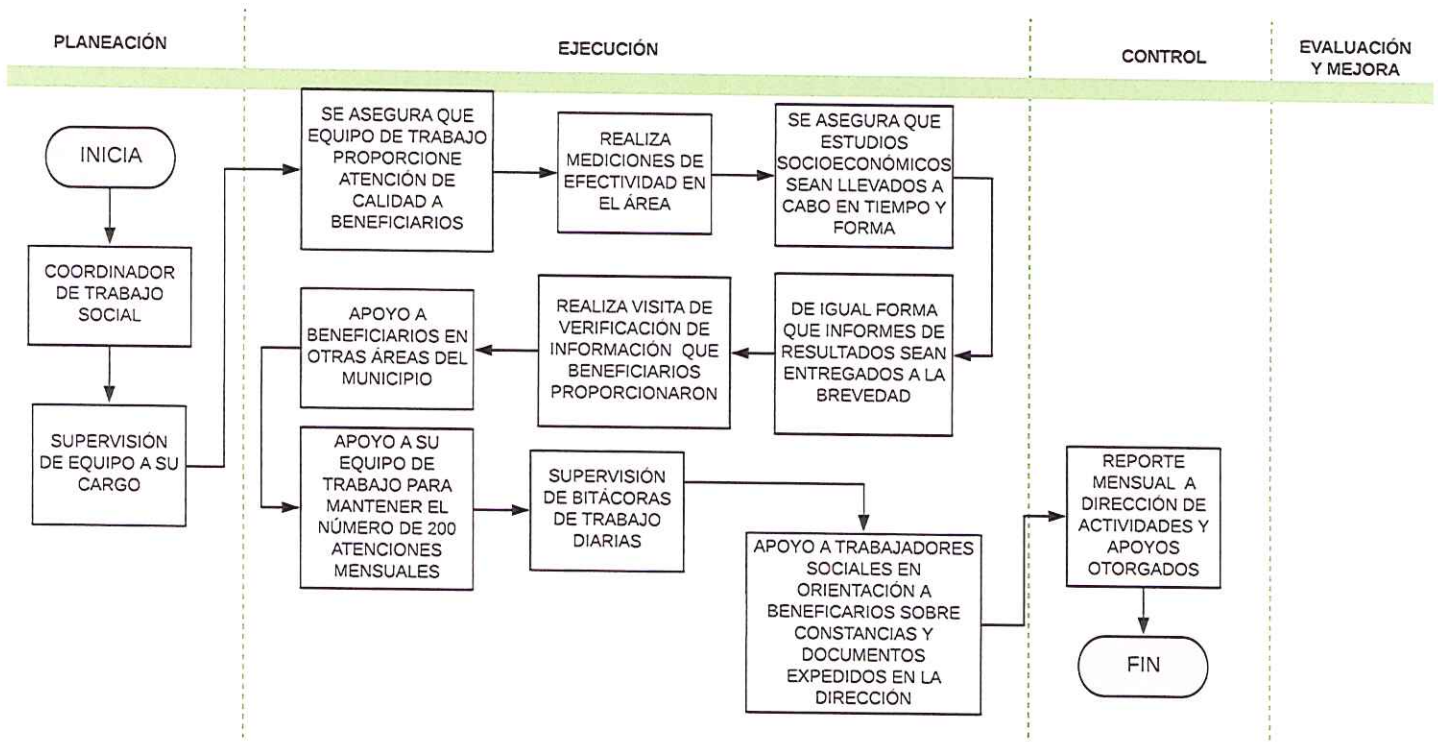 PLANEACIÓN
EJECUCIÓN
CONTROL
EVALUACIÓN
Y MEJORA
INICIA
COORDINADOR
DE TRABAJO
SOCIAL
SUPERVISIÓN
DE EQUIPO A SU
CARGO
SE ASEGURA QUE
EQUIPO DE TRABAJO
PROPORCIONE
ATENCIÓN DE
CALIDAD A
BENEFICIARIOS
REALIZA
MEDICIONES DE
EFECTIVIDAD EN
EL ÁREA
SE ASEGURA QUE
ESTUDIOS
SOCIOECONÓMICOS
SEAN LLEVADOS A
CABO EN TIEMPO Y
FORMA
DE IGUAL FORMA
QUE INFORMES DE
RESULTADOS SEAN
ENTREGADOS A LA
BREVEDAD
REALIZA VISITA DE
VERIFICACIÓN DE
INFORMACIÓN QUE
BENEFICIARIOS
PROPORCIONARON
APOYO A
BENEFICIARIOS EN
OTRAS ÁREAS DEL
MUNICIPIO
APOYO A SU
EQUIPO DE
TRABAJO PARA
MANTENER EL
NÚMERO DE 200
ATENCIONES
MENSUALES
SUPERVISIÓN
DE BITÁCORAS
DE TRABAJO
DIARIAS
APOYO A TRABAJADORES
SOCIALES EN
ORIENTACIÓN A
BENEFICARIOS SOBRE
CONSTANCIAS Y
DOCUMENTOS
EXPEDIDOS EN LA
DIRECCIÓN
REPORTE
MENSUAL A
DIRECCIÓN DE
ACTIVIDADES Y
APOYOS
OTORGADOS
FIN